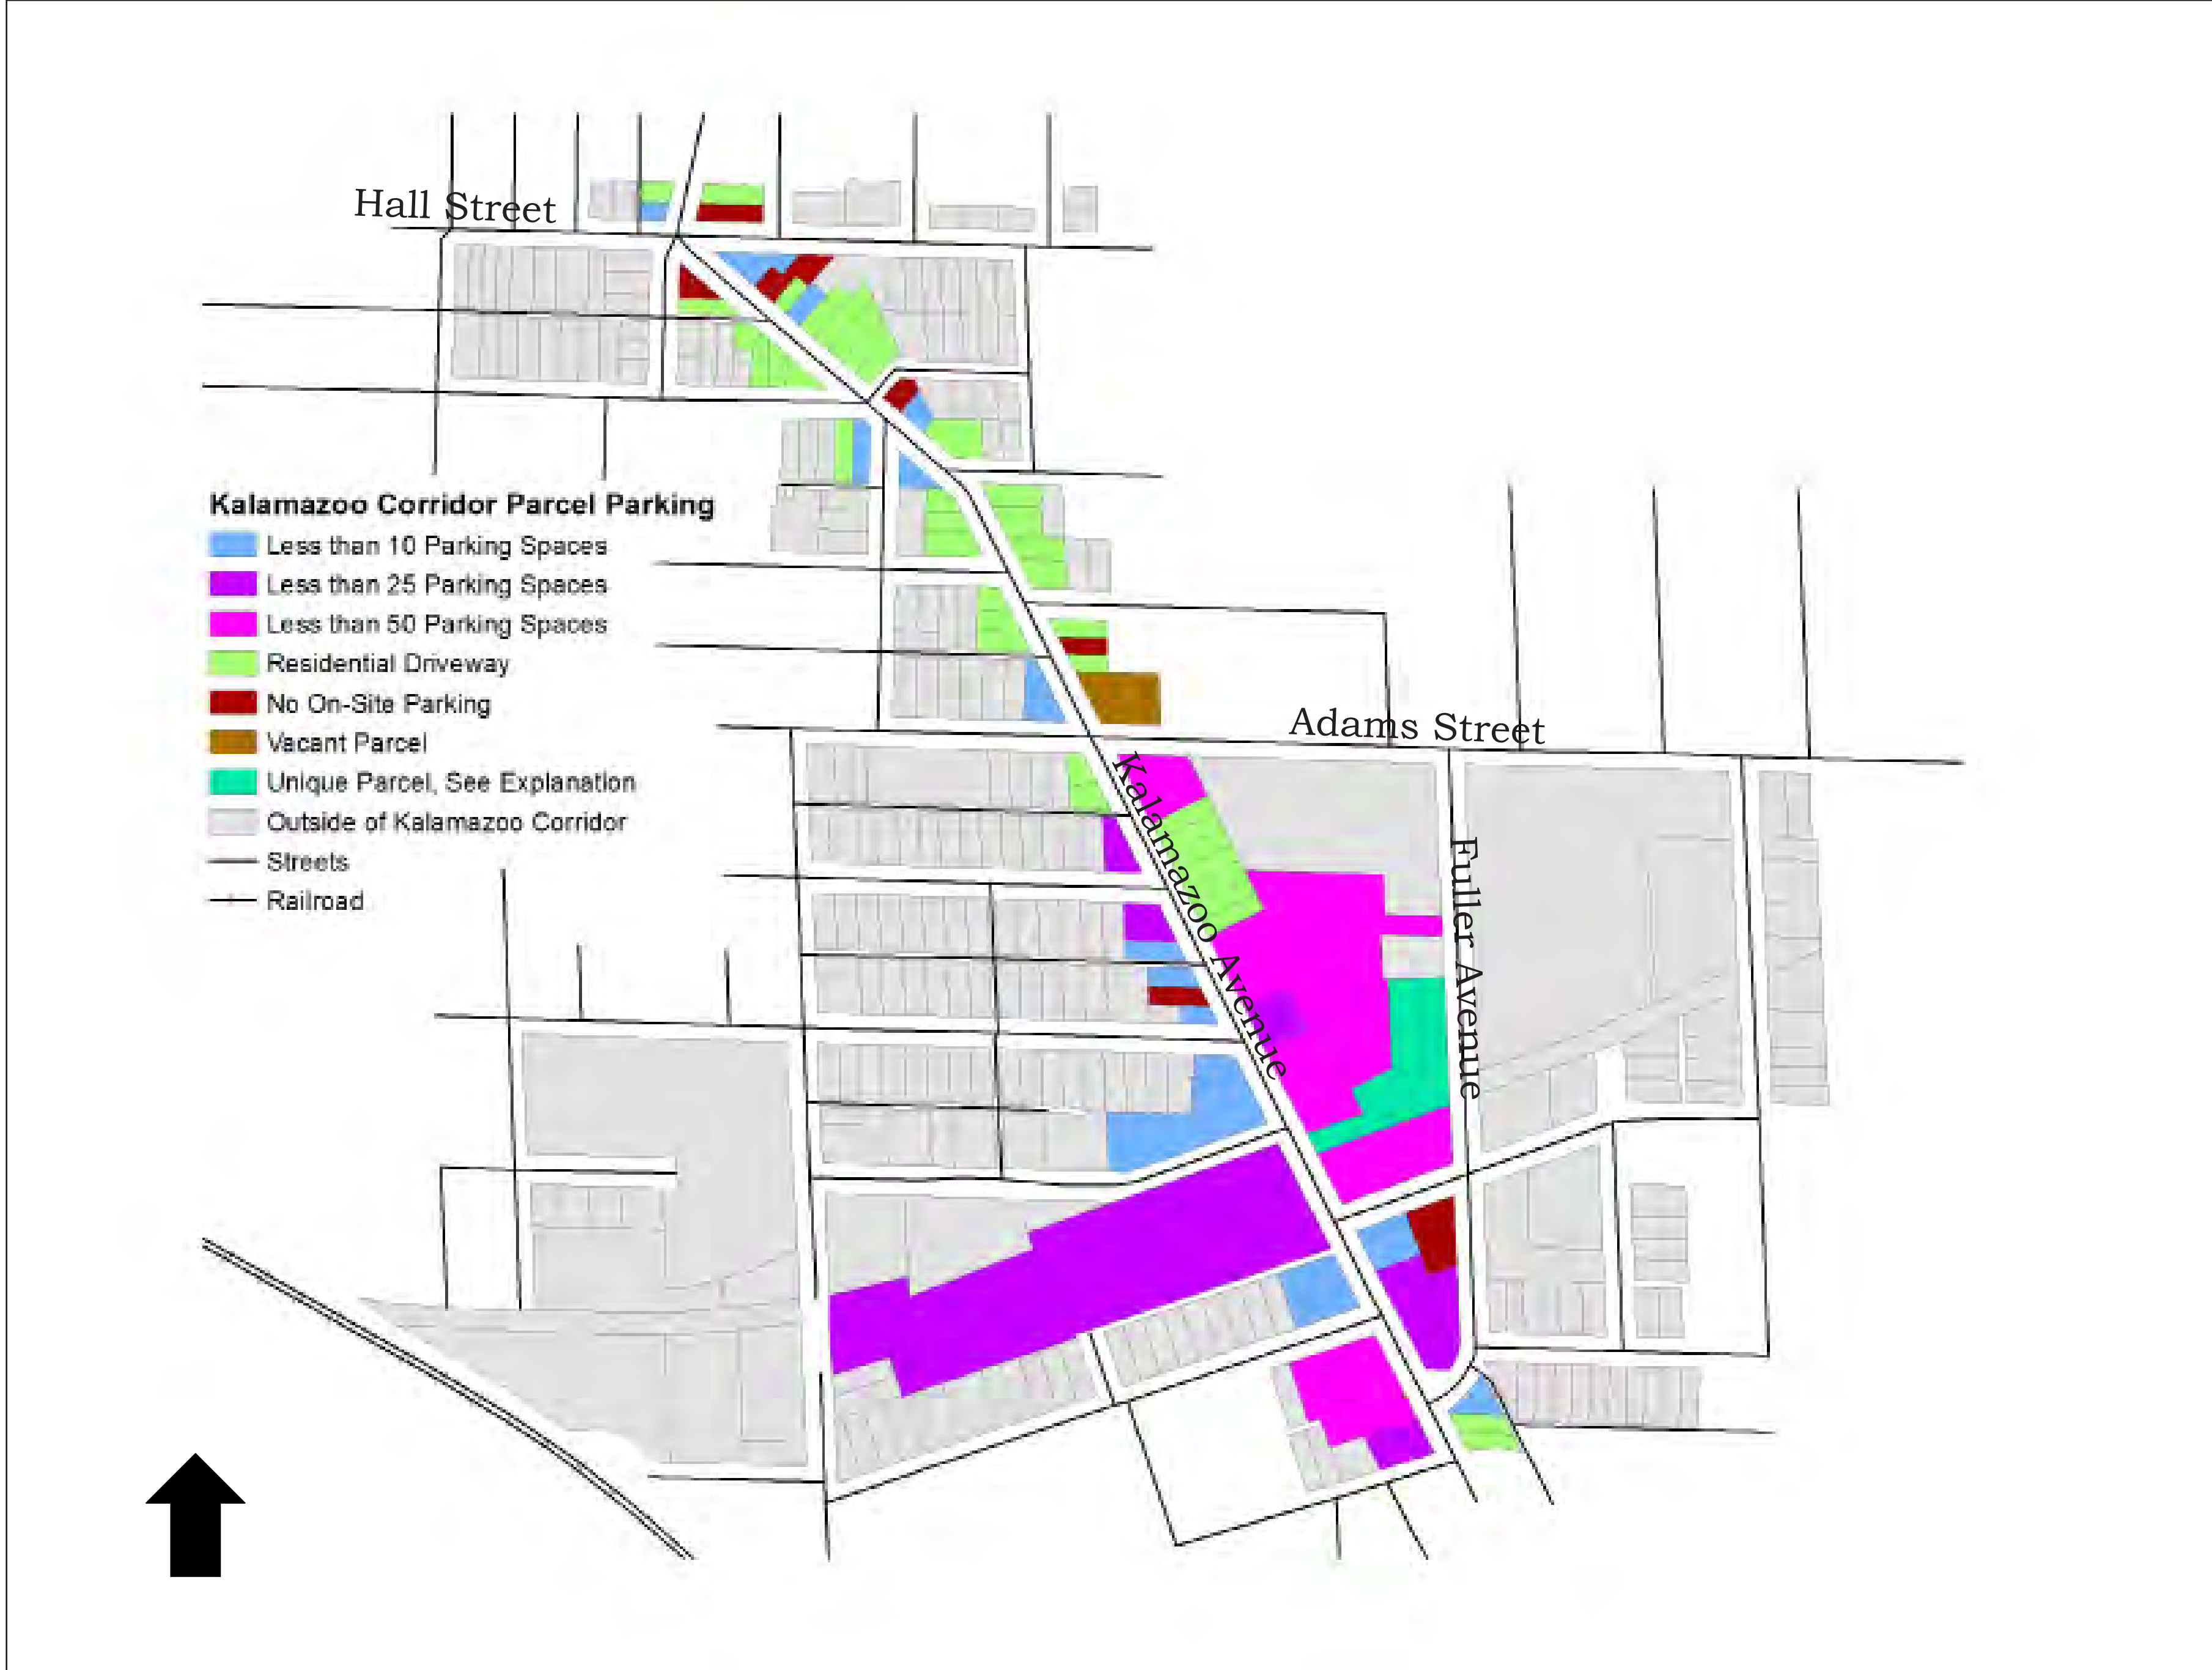 Hall Street
Kalamazoo Corridor Parcel Parking
Less than 10 Parking Spaces
Less than 25 Parking Spaces
Less than 50 Parking Spaces
Residential Driveway
No On-Site Parking
Vacant Parcel
Unique Parcel, See Explanation
Outside of Kalamazoo Corridor
Streets
Railroad
Adams Street
Kalamazoo Avenue
Fuller Avenue